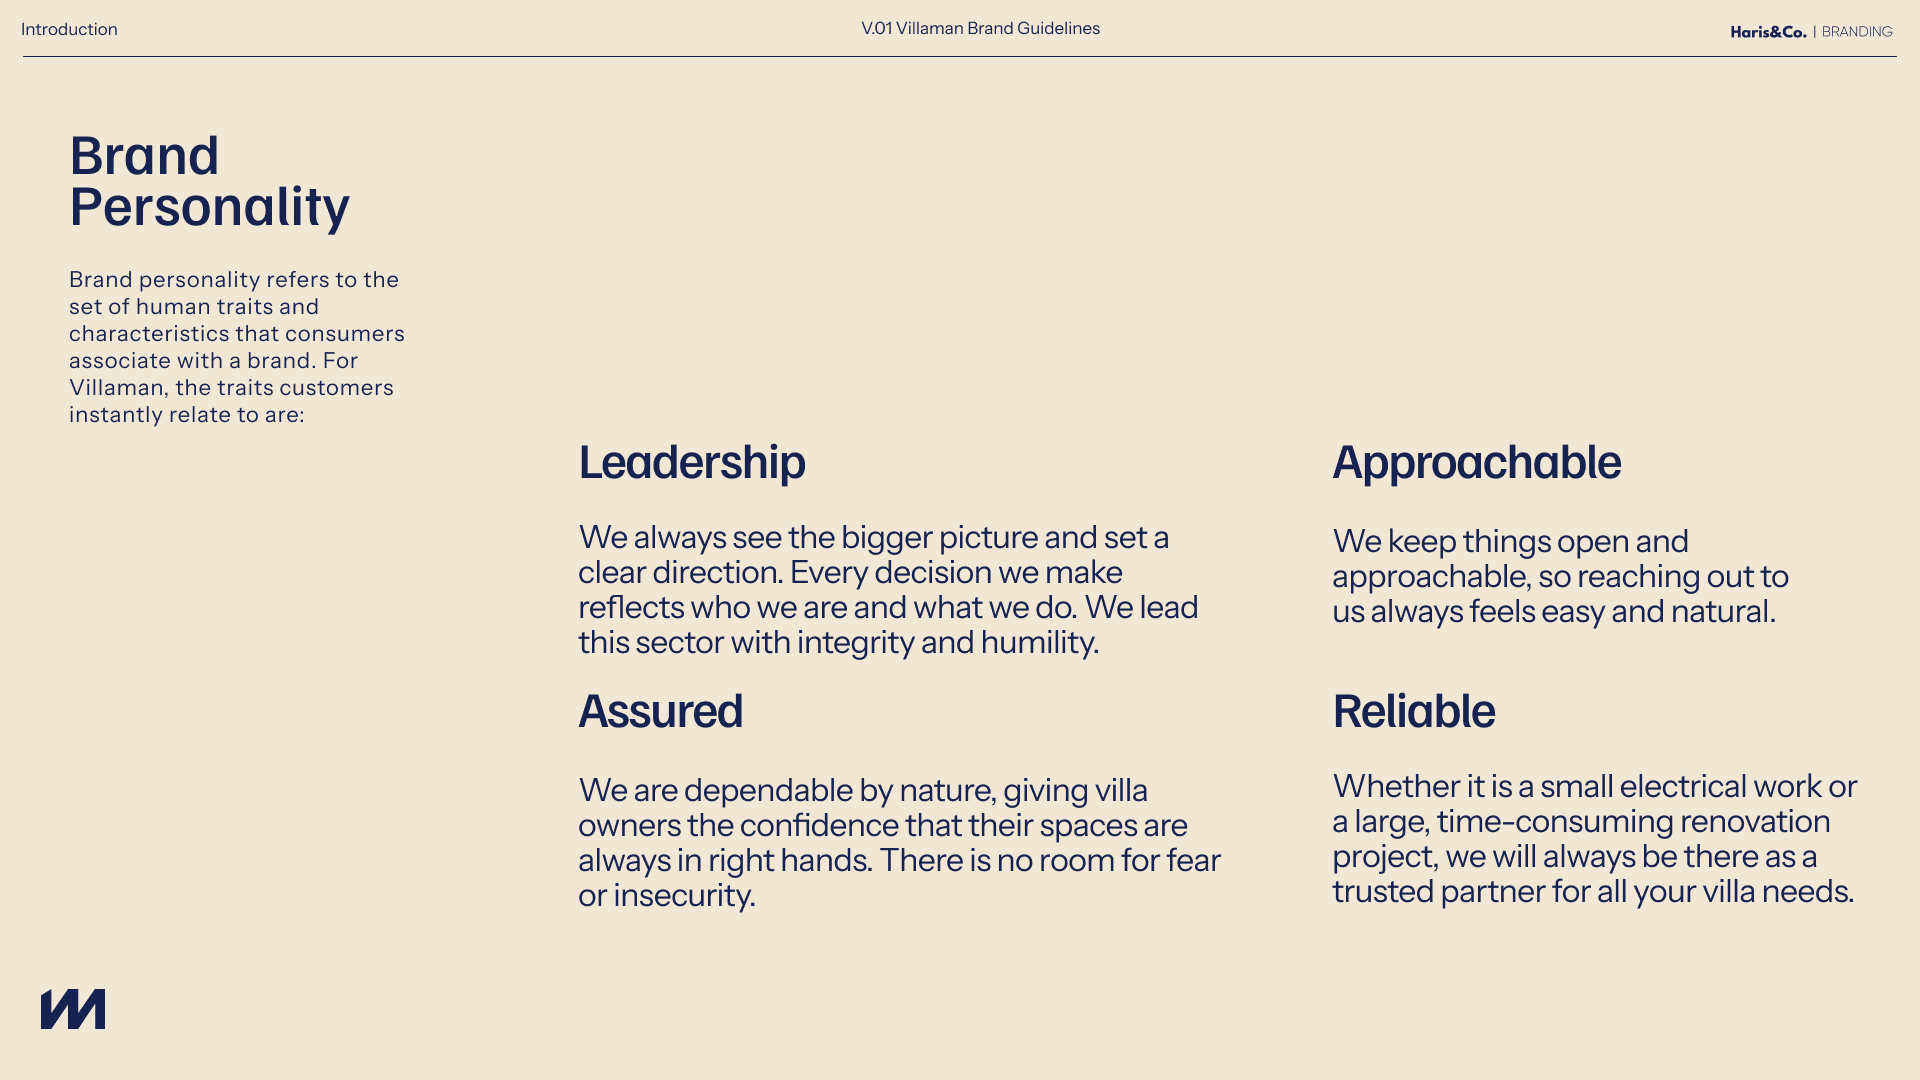 Introduction
V.01 Villaman Brand Guidelines
Haris&Co. | BRANDING
Brand
Personality
Brand personality refers to the
set of human traits and
characteristics that consumers
associate with a brand. For
Villaman, the traits customers
instantly relate to are:
Leadership
We always see the bigger picture and set a
clear direction. Every decision we make
reflects who we are and what we do. We lead
this sector with integrity and humility.
Approachable
We keep things open and
approachable, so reaching out to
us always feels easy and natural.
Assured
We are dependable by nature, giving villa
owners the confidence that their spaces are
always in right hands. There is no room for fear
or insecurity.
Reliable
Whether it is a small electrical work or
a large, time-consuming renovation
project, we will always be there as a
trusted partner for all your villa needs.